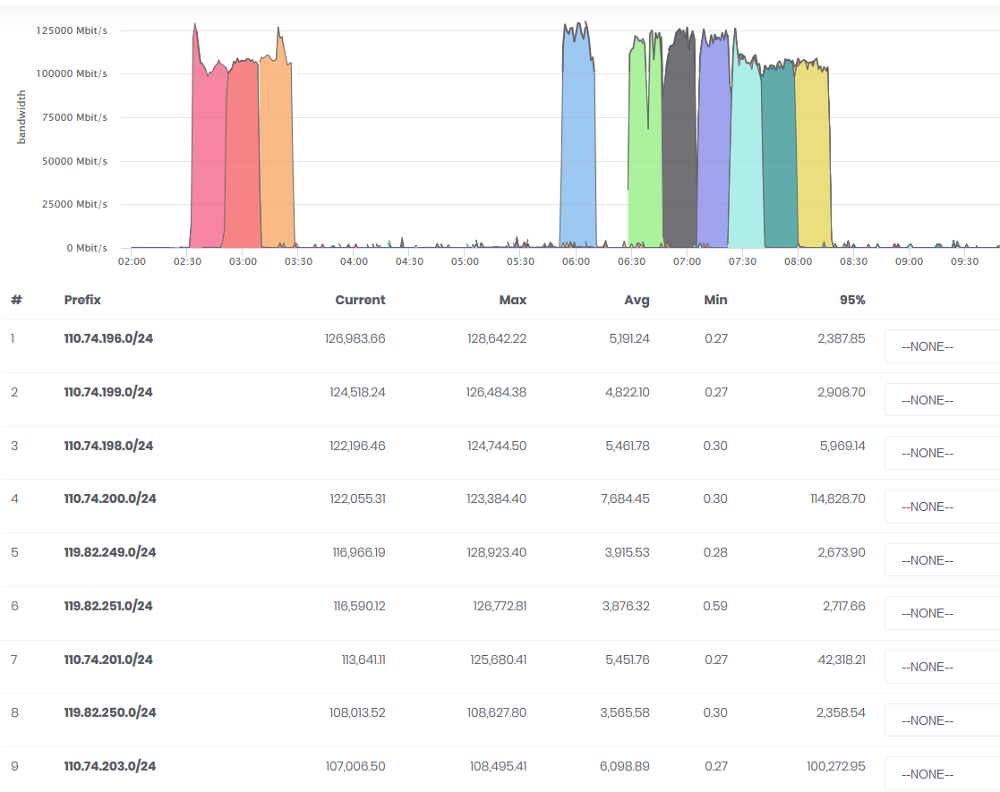 125000 Mbit/s
100000 Mbit/s
75000 Mbit/s
50000 Mbit/s
25000 Mbit/s
0 Mbit/s
bandwidth
02:00 02:30 03:00 03:30 04:00 04:30 05:00 05:30 06:00 06:30 07:00 07:30 08:00 08:30 09:00 09:30
# Prefix Current Max Avg Min 95%
1 110.74.196.0/24 126,983.66 128,642.22 5,191.24 0.27 2,387.85 --NONE--
2 110.74.199.0/24 124,518.24 126,484.38 4,822.10 0.27 2,908.70 --NONE--
3 110.74.198.0/24 122,196.46 124,744.50 5,461.78 0.30 5,969.14 --NONE--
4 110.74.200.0/24 122,055.31 123,384.40 7,684.45 0.30 114,828.70 --NONE--
5 119.82.249.0/24 116,966.19 128,923.40 3,915.53 0.28 2,673.90 --NONE--
6 119.82.251.0/24 116,590.12 126,772.81 3,876.32 0.59 2,717.66 --NONE--
7 110.74.201.0/24 113,641.11 125,680.41 5,451.76 0.27 42,318.21 --NONE--
8 119.82.250.0/24 108,013.52 108,627.80 3,565.58 0.30 2,358.54 --NONE--
9 110.74.203.0/24 107,006.50 108,495.41 6,098.89 0.27 100,272.95 --NONE--